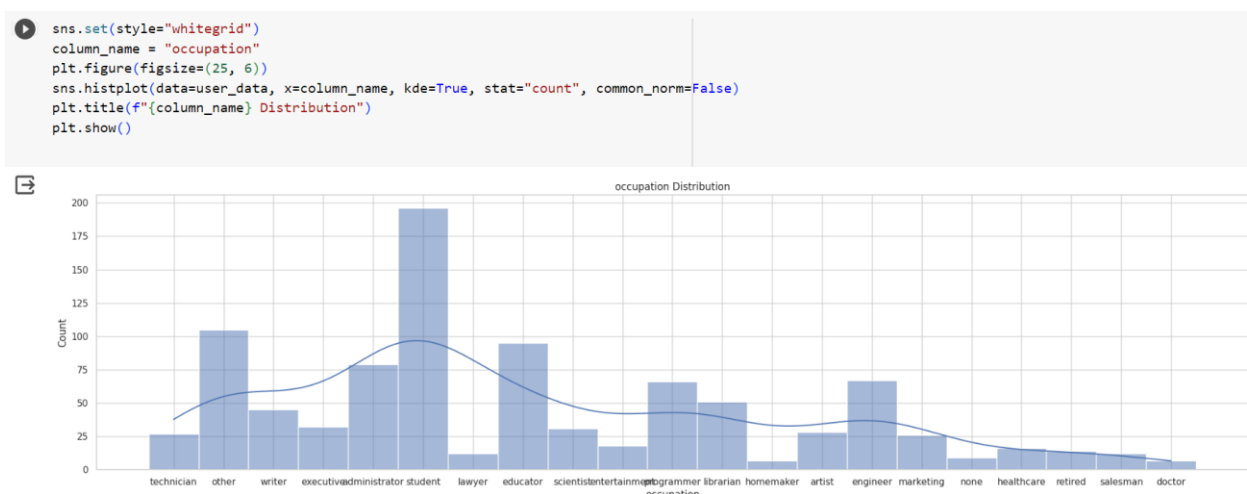 sns.set(style="whitegrid")
column_name = "occupation"
plt.figure(figsize=(25, 6))
sns.histplot(data=user_data, x=column_name, kde=True, stat="count", common_norm=False)
plt.title(f"{column_name} Distribution")
plt.show()
occupation Distribution
200
175
150
125
100
75
50
25
0
Count
technician other writer executive administrator student lawyer educator scientist entertainment programmer librarian homemaker artist engineer marketing none healthcare retired salesman doctor
occupation